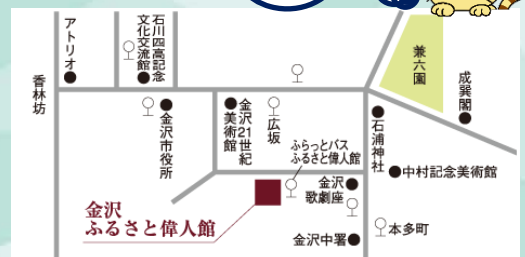 アトリオ
石川四高記念
文化交流館
兼六園
成巽閣
香林坊
金沢市役所
金沢21世紀
美術館
広坂
ふらっとバス
ふるさと偉人館
石浦神社
中村記念美術館
金沢
歌劇座
金沢
ふるさと偉人館
本多町
金沢中署